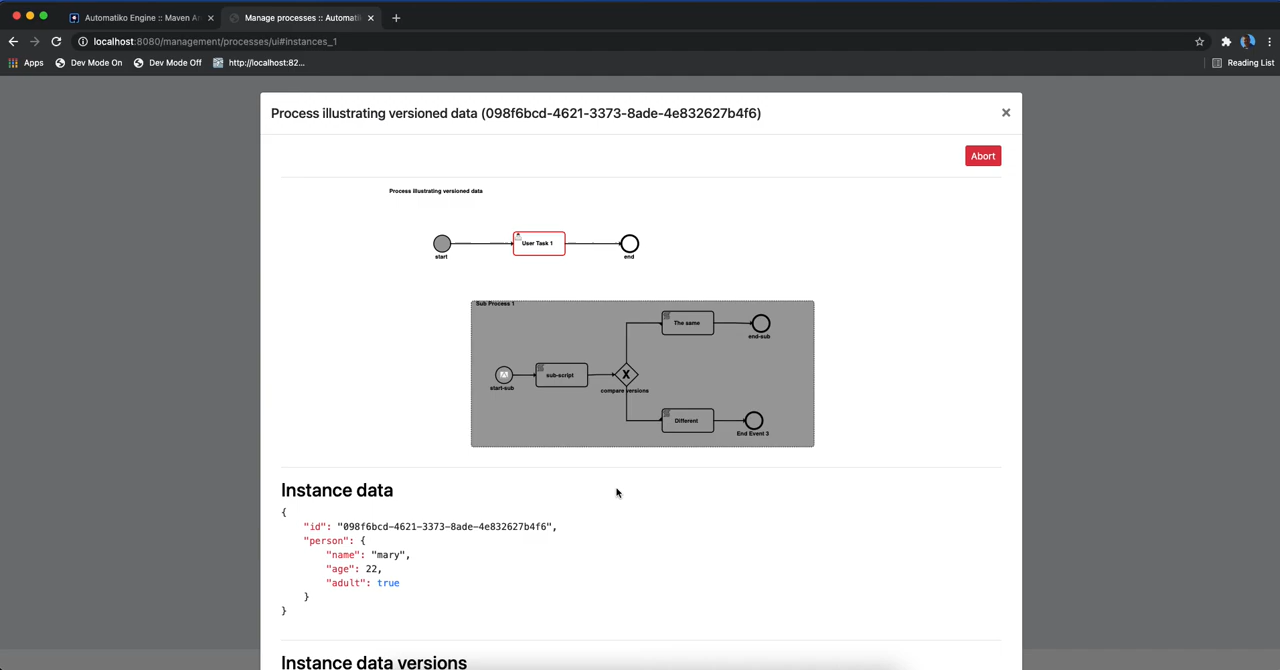 Automatiko Engine :: Maven Ar
Manage processes :: Automatil
localhost:8080/management/processes/ui#instances_1
Apps
Dev Mode On
Dev Mode Off
http://localhost:82...
Reading List
Process illustrating versioned data (098f6bcd-4621-3373-8ade-4e832627b4f6)
Abort
Process illustrating versioned data
User Task 1
start
end
Sub Process 1
The same
end-sub
sub-script
X
start-sub
compare versions
Different
End Event 3
Instance data
{
"id": "098f6bcd-4621-3373-8ade-4e832627b4f6",
"person": {
"name": "mary",
"age": 22,
"adult": true
}
}
Instance data versions